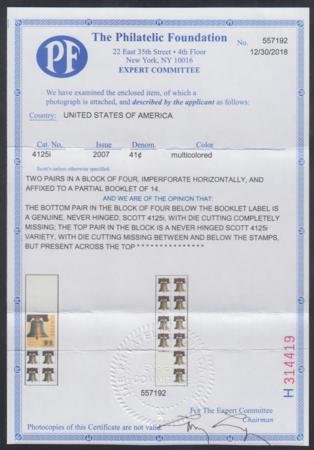 The Philatelic Foundation
22 East 35th Street • 4th Floor
New York, NY 10016
EXPERT COMMITTEE
No. 557192
12/30/2018
PF
We have examined the enclosed item, of which a
photograph is attached, and described by the applicant as follows:
Country: UNITED STATES OF AMERICA
Cat. Issue Denom. Color
4125i 2007 41¢ multicolored
Scott's unless otherwise specified.
TWO PAIRS IN A BLOCK OF FOUR, IMPERFORATE HORIZONTALLY, AND
AFFIXED TO A PARTIAL BOOKLET OF 14.
AND WE ARE OF THE OPINION THAT:
THE BOTTOM PAIR IN THE BLOCK OF FOUR BELOW THE BOOKLET LABEL IS
A GENUINE, NEVER HINGED, SCOTT 4125i, WITH DIE CUTTING COMPLETELY
MISSING; THE TOP PAIR IN THE BLOCK IS A NEVER HINGED SCOTT 4125i
VARIETY, WITH DIE CUTTING MISSING BETWEEN AND BELOW THE STAMPS,
BUT PRESENT ACROSS THE TOP * * * * * * * * * * * * * * *
557192
H 314419
For The Expert Committee
Chairman
Photocopies of this Certificate are not valid